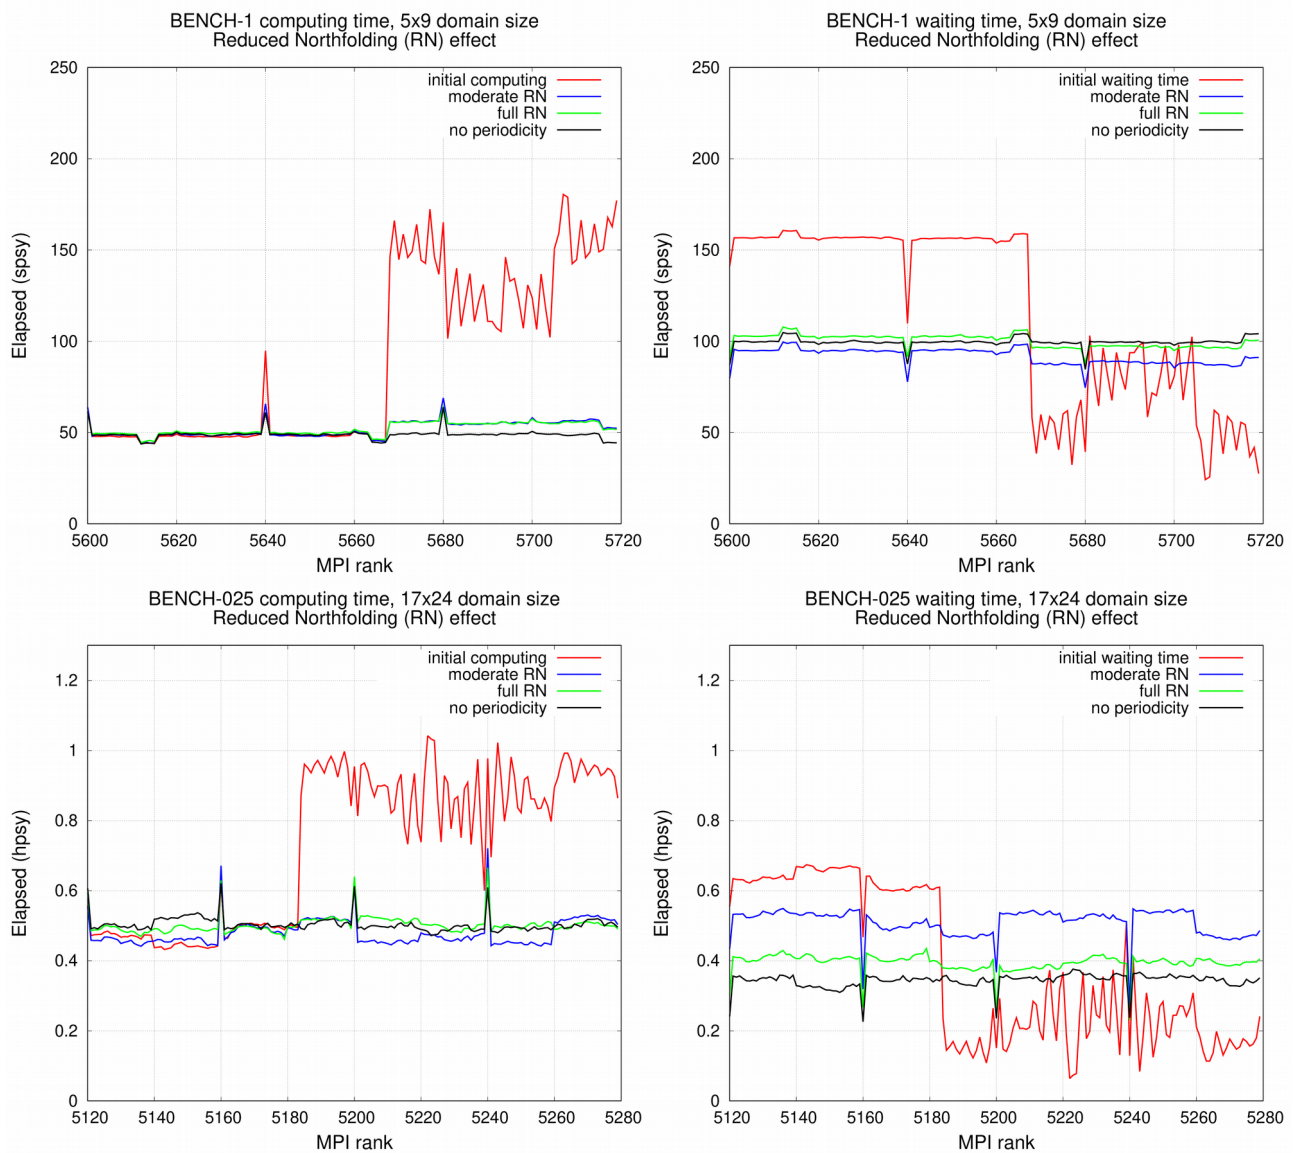 BENCH-1 computing time, 5x9 domain size
Reduced Northfolding (RN) effect
250
200
150
100
50
0
Elapsed (spsy)
initial computing
moderate RN
full RN
no periodicity
5600 5620 5640 5660 5680 5700 5720
MPI rank
BENCH-1 waiting time, 5x9 domain size
Reduced Northfolding (RN) effect
250
200
150
100
50
0
Elapsed (spsy)
initial waiting time
moderate RN
full RN
no periodicity
5600 5620 5640 5660 5680 5700 5720
MPI rank
BENCH-025 computing time, 17x24 domain size
Reduced Northfolding (RN) effect
1.2
1
0.8
0.6
0.4
0.2
0
Elapsed (hpsy)
initial computing
moderate RN
full RN
no periodicity
5120 5140 5160 5180 5200 5220 5240 5260 5280
MPI rank
BENCH-025 waiting time, 17x24 domain size
Reduced Northfolding (RN) effect
1.2
1
0.8
0.6
0.4
0.2
0
Elapsed (hpsy)
initial waiting time
moderate RN
full RN
no periodicity
5120 5140 5160 5180 5200 5220 5240 5260 5280
MPI rank